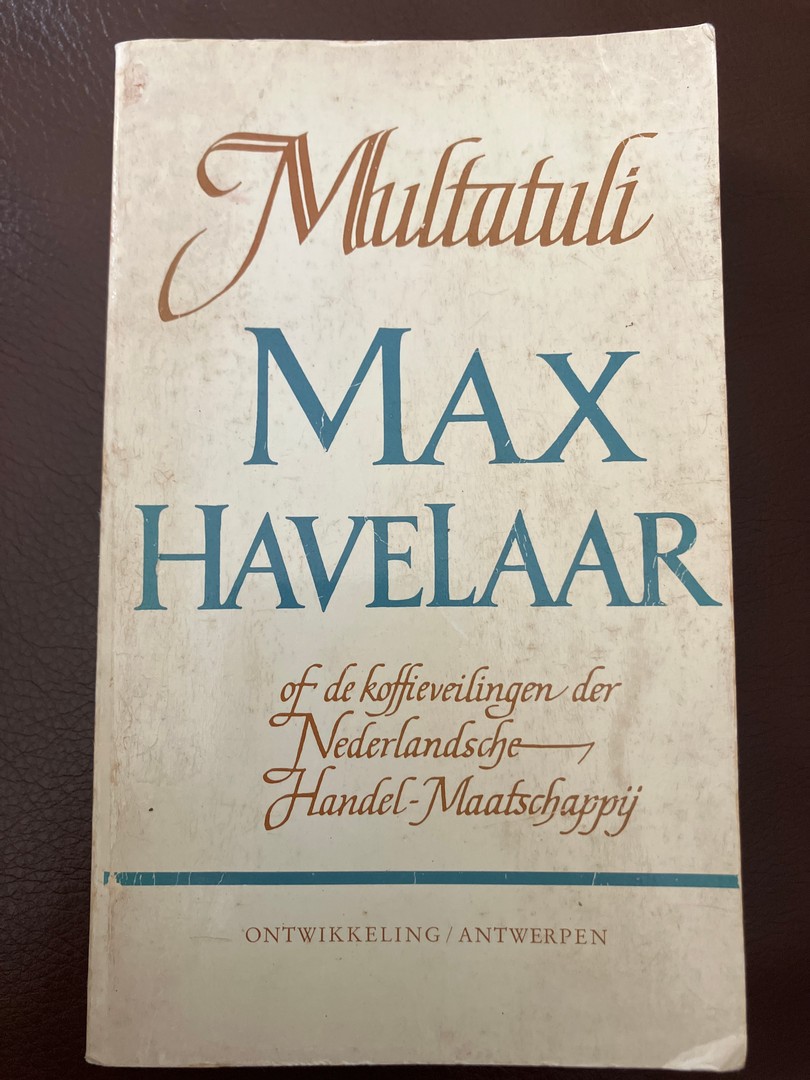 Multatuli
MAX
HAVELAAR
of de koffieveilingen der
Nederlandsche
Handel-Maatschappij
ONTWIKKELING / ANTWERPEN